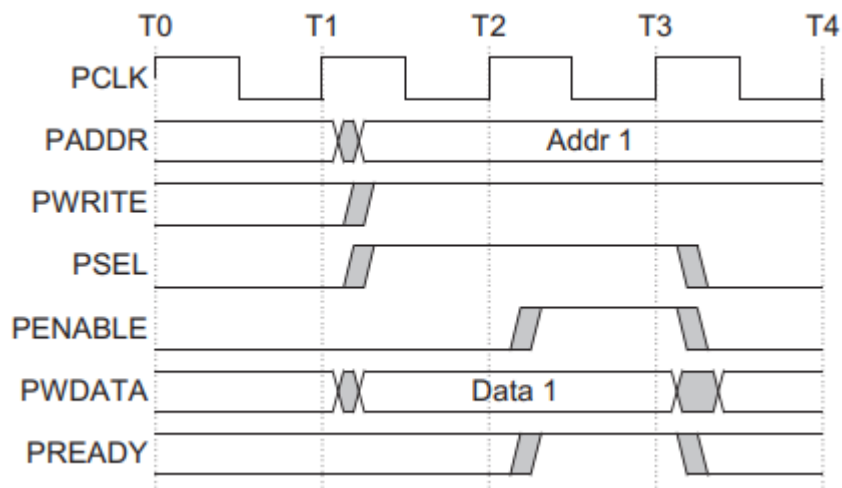 T0 T1 T2 T3 T4
PCLK
PADDR Addr 1
PWRITE
PSEL
PENABLE
PWDATA Data 1
PREADY